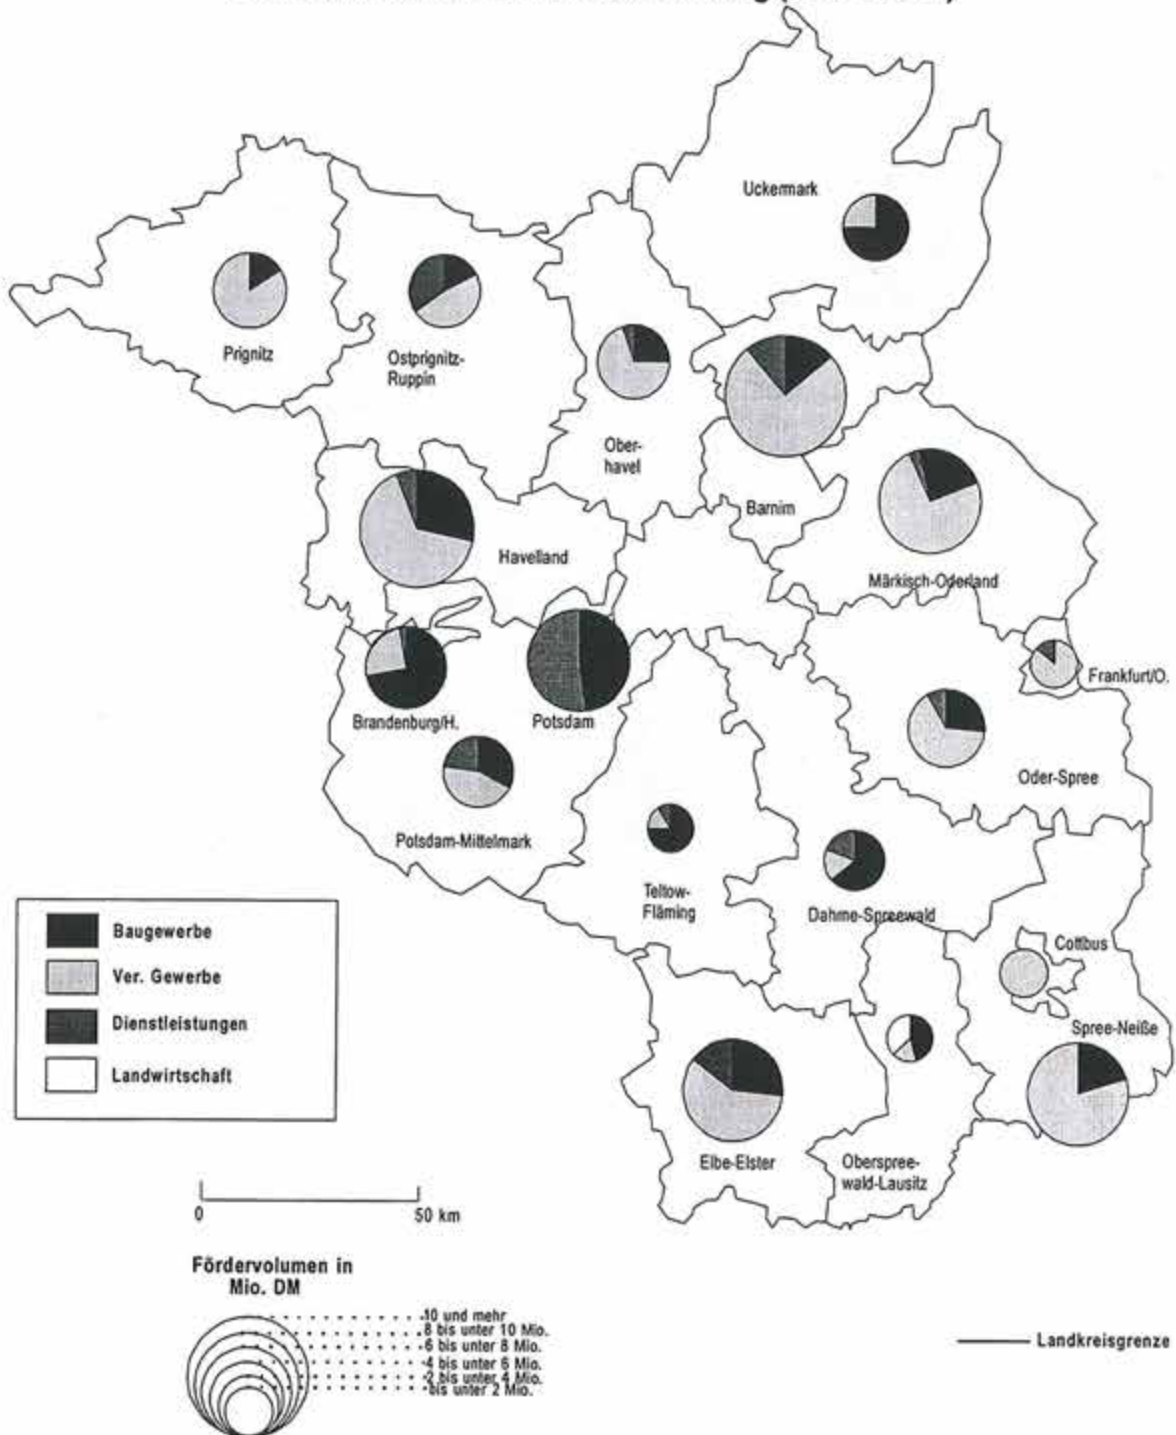 Uckermark
Prignitz
Ostprignitz-
Ruppin
Ober-
havel
Barnim
Havelland
Märkisch-Oderland
Frankfurt/O.
Brandenburg/H.
Potsdam
Oder-Spree
Potsdam-Mittelmark
Teltow-
Fläming
Dahme-Spreewald
Cottbus
Spree-Neiße
Elbe-Elster
Oberspree-
wald-Lausitz
Baugewerbe
Ver. Gewerbe
Dienstleistungen
Landwirtschaft
0 50 km
Fördervolumen in
Mio. DM
10 und mehr
8 bis unter 10 Mio.
6 bis unter 8 Mio.
4 bis unter 6 Mio.
2 bis unter 4 Mio.
bis unter 2 Mio.
Landkreisgrenze